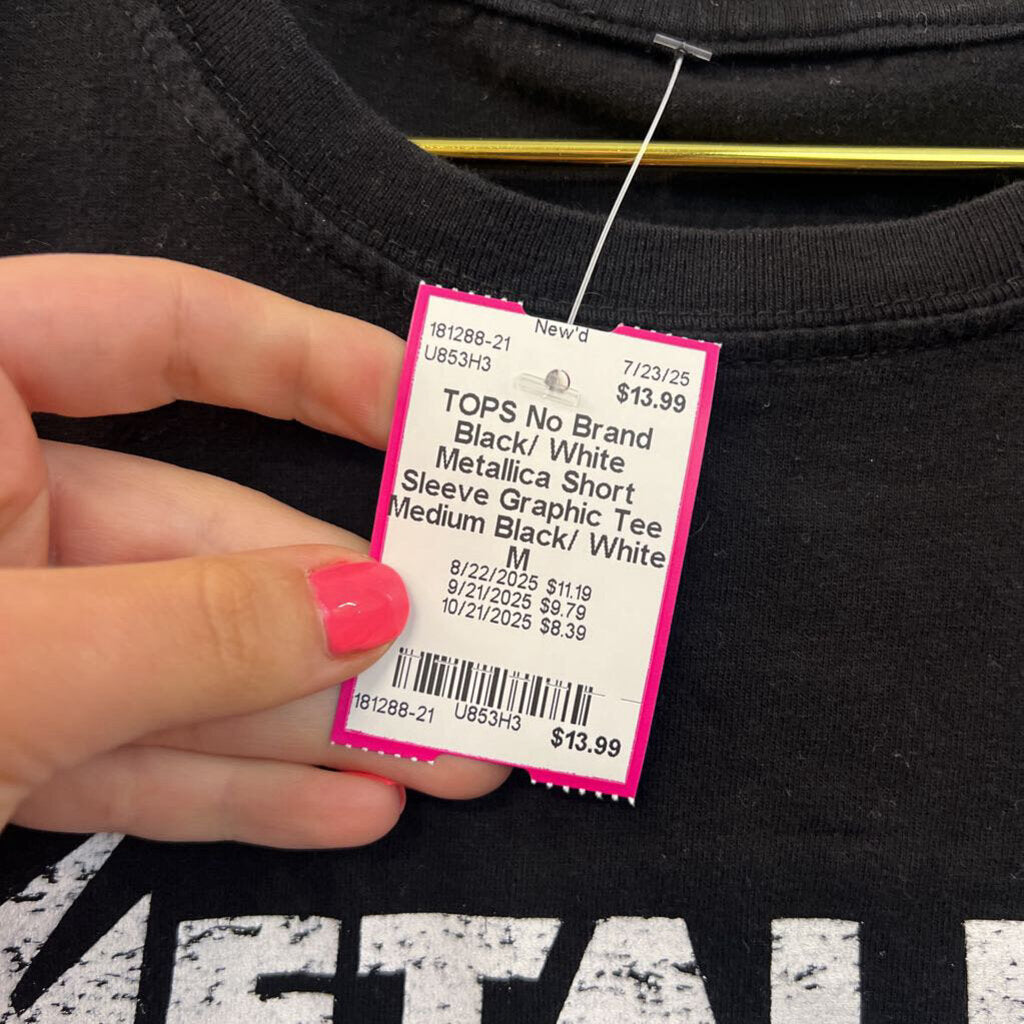 New'd
181288-21
U853H3
7/23/25
$13.99
TOPS No Brand
Black/ White
Metallica Short
Sleeve Graphic Tee
Medium Black/ White
M
8/22/2025 $11.19
9/21/2025 $9.79
10/21/2025 $8.39
181288-21 U853H3
$13.99
METALL